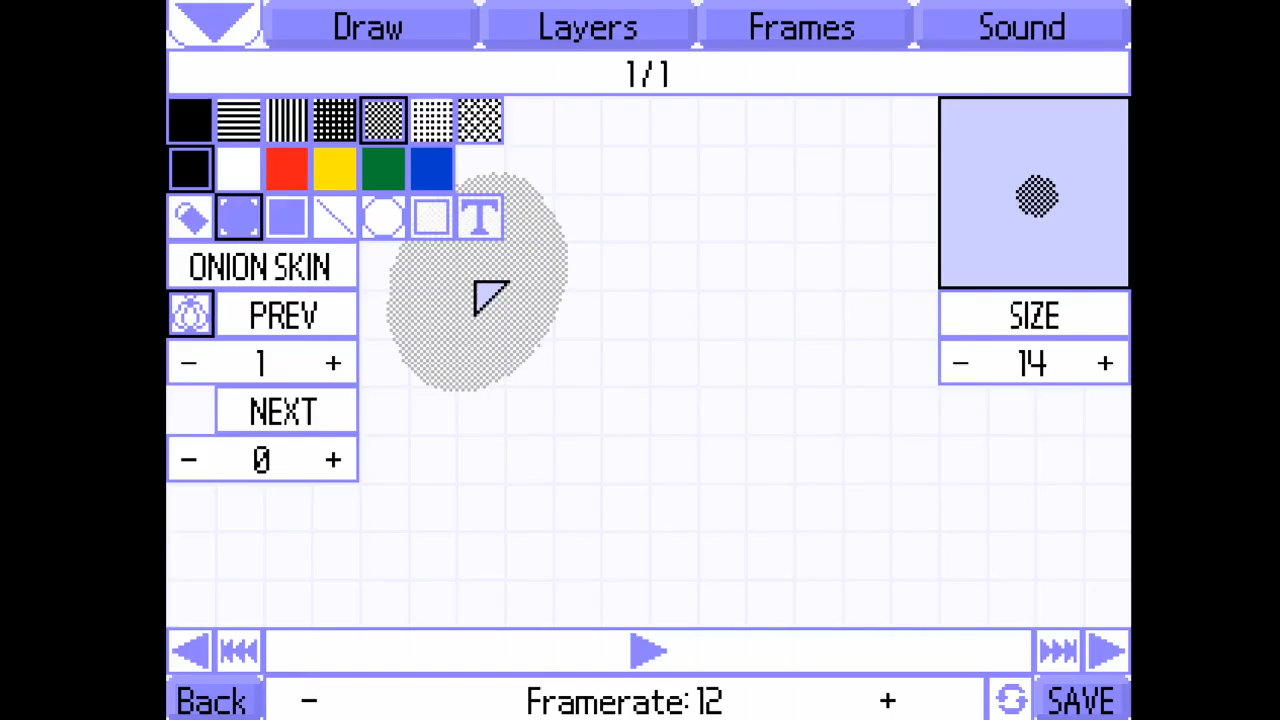 Draw Layers Frames Sound
1/1
T
ONION SKIN
PREV
SIZE
- 1 +
- 14 +
NEXT
- 0 +
Back - Framerate: 12 + SAVE